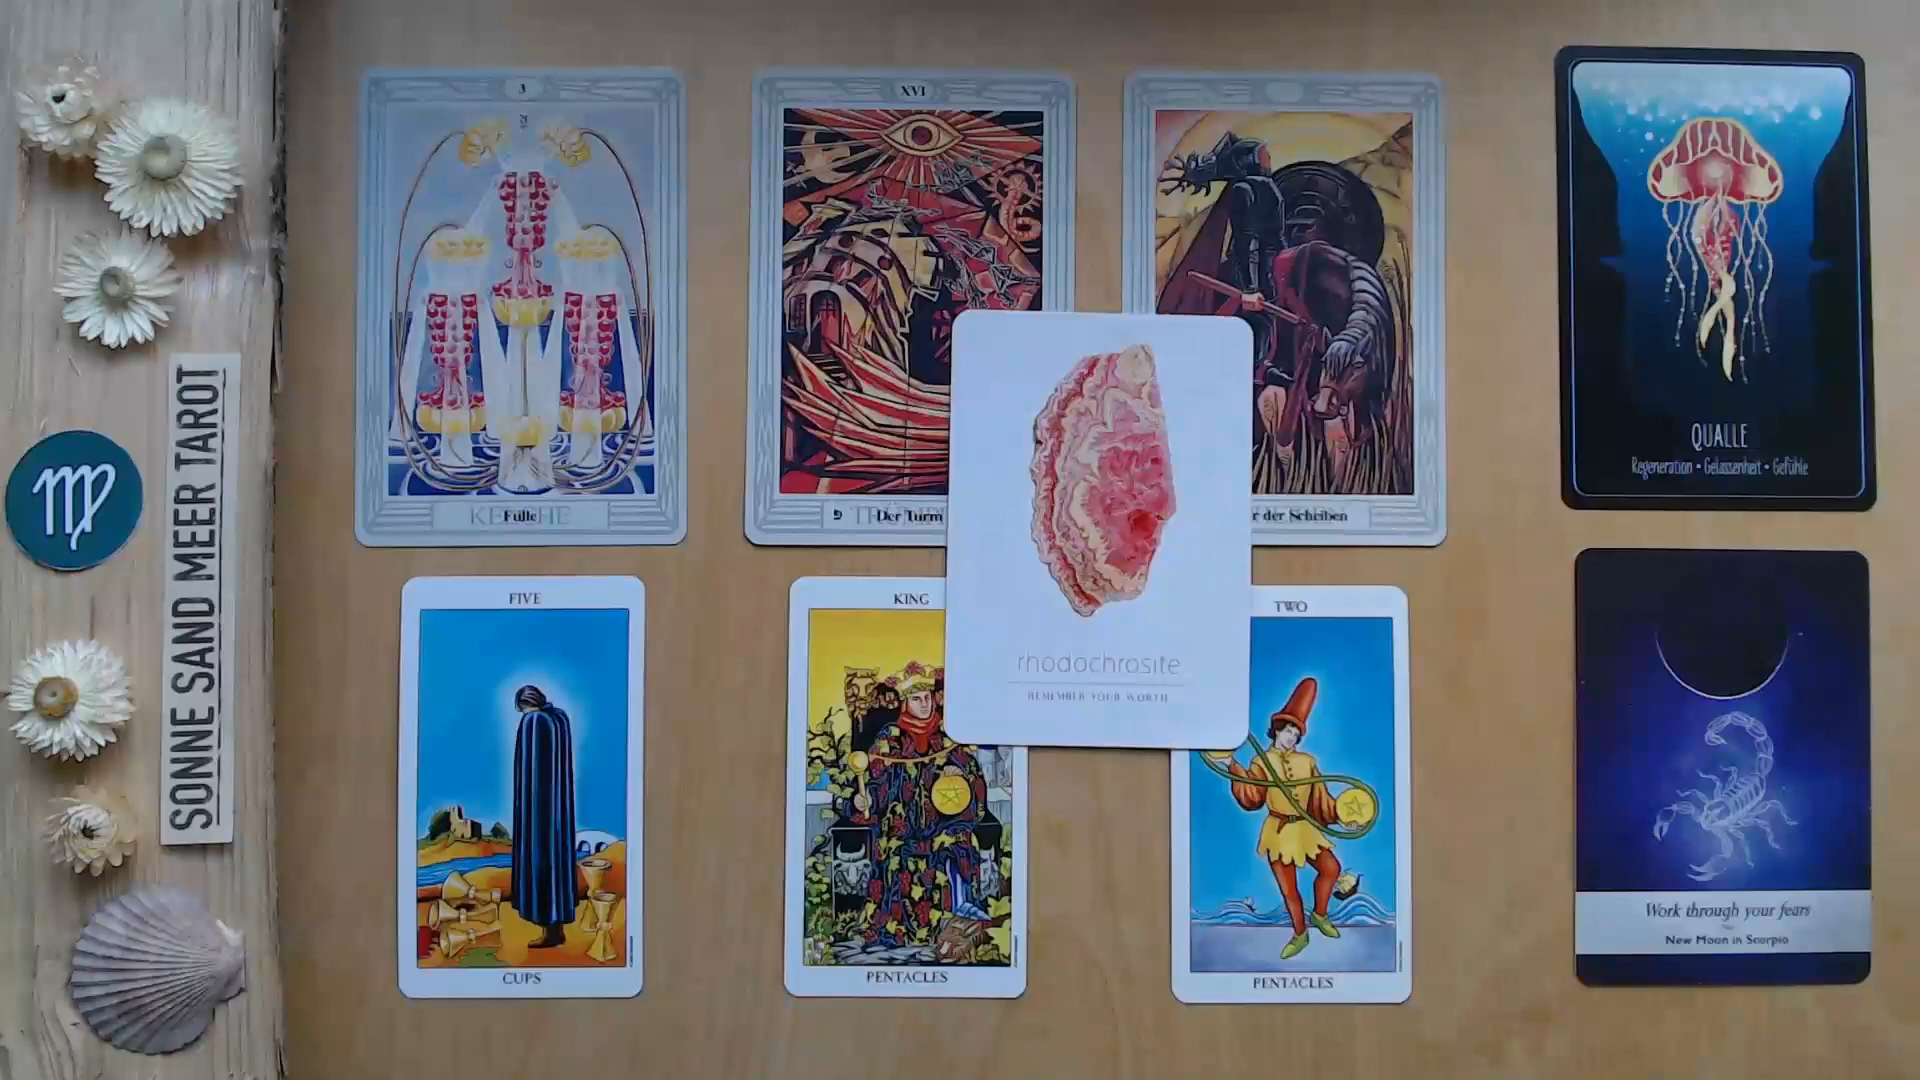 SONNE SAND MEER TAROT
3
KELCHE
Fülle
XVI
Der Turm
r der Scheiben
QUALLE
Regeneration • Gelassenheit • Gefühle
FIVE
CUPS
KING
PENTACLES
rhodochrosite
REMEMBER YOUR WORTH
TWO
PENTACLES
Work through your fears
New Moon in Scorpio